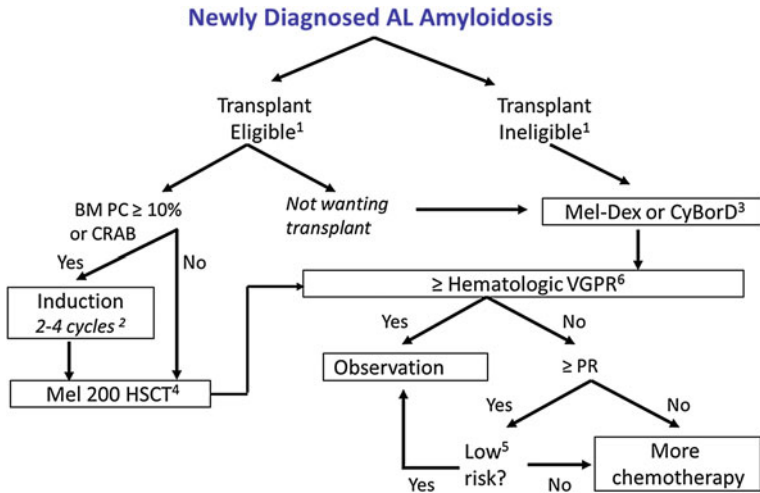 Newly Diagnosed AL Amyloidosis
Transplant
Eligible¹
Transplant
Ineligible¹
BM PC ≥ 10%
or CRAB
Not wanting
transplant
Mel-Dex or CyBorD³
Yes
No
Induction
2-4 cycles ²
≥ Hematologic VGPR⁶
Yes
No
Mel 200 HSCT⁴
Observation
≥ PR
Yes
No
Low⁵
risk?
More
chemotherapy
Yes
No